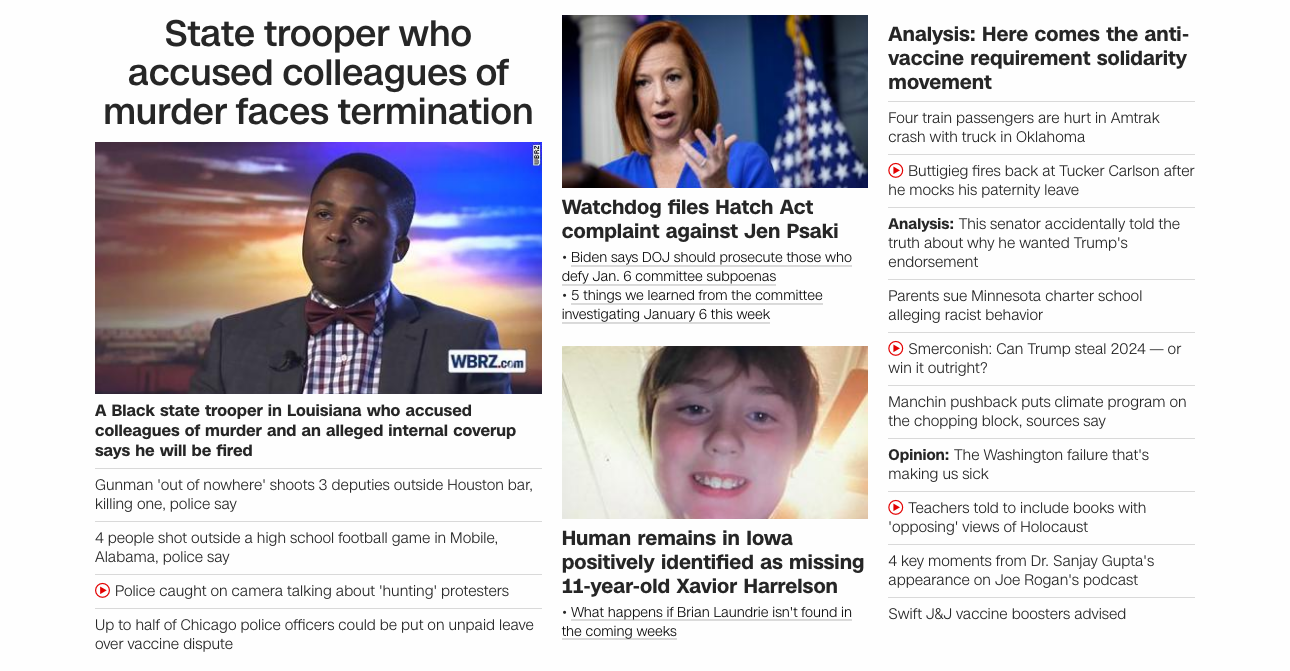 State trooper who
accused colleagues of
murder faces termination
WBRZ
WBRZ.com
A Black state trooper in Louisiana who accused
colleagues of murder and an alleged internal coverup
says he will be fired
Gunman 'out of nowhere' shoots 3 deputies outside Houston bar,
killing one, police say
4 people shot outside a high school football game in Mobile,
Alabama, police say
Police caught on camera talking about 'hunting' protesters
Up to half of Chicago police officers could be put on unpaid leave
over vaccine dispute
Watchdog files Hatch Act
complaint against Jen Psaki
• Biden says DOJ should prosecute those who
defy Jan. 6 committee subpoenas
• 5 things we learned from the committee
investigating January 6 this week
Human remains in Iowa
positively identified as missing
11-year-old Xavior Harrelson
• What happens if Brian Laundrie isn't found in
the coming weeks
Analysis: Here comes the anti-
vaccine requirement solidarity
movement
Four train passengers are hurt in Amtrak
crash with truck in Oklahoma
Buttigieg fires back at Tucker Carlson after
he mocks his paternity leave
Analysis: This senator accidentally told the
truth about why he wanted Trump's
endorsement
Parents sue Minnesota charter school
alleging racist behavior
Smerconish: Can Trump steal 2024 — or
win it outright?
Manchin pushback puts climate program on
the chopping block, sources say
Opinion: The Washington failure that's
making us sick
Teachers told to include books with
'opposing' views of Holocaust
4 key moments from Dr. Sanjay Gupta's
appearance on Joe Rogan's podcast
Swift J&J vaccine boosters advised